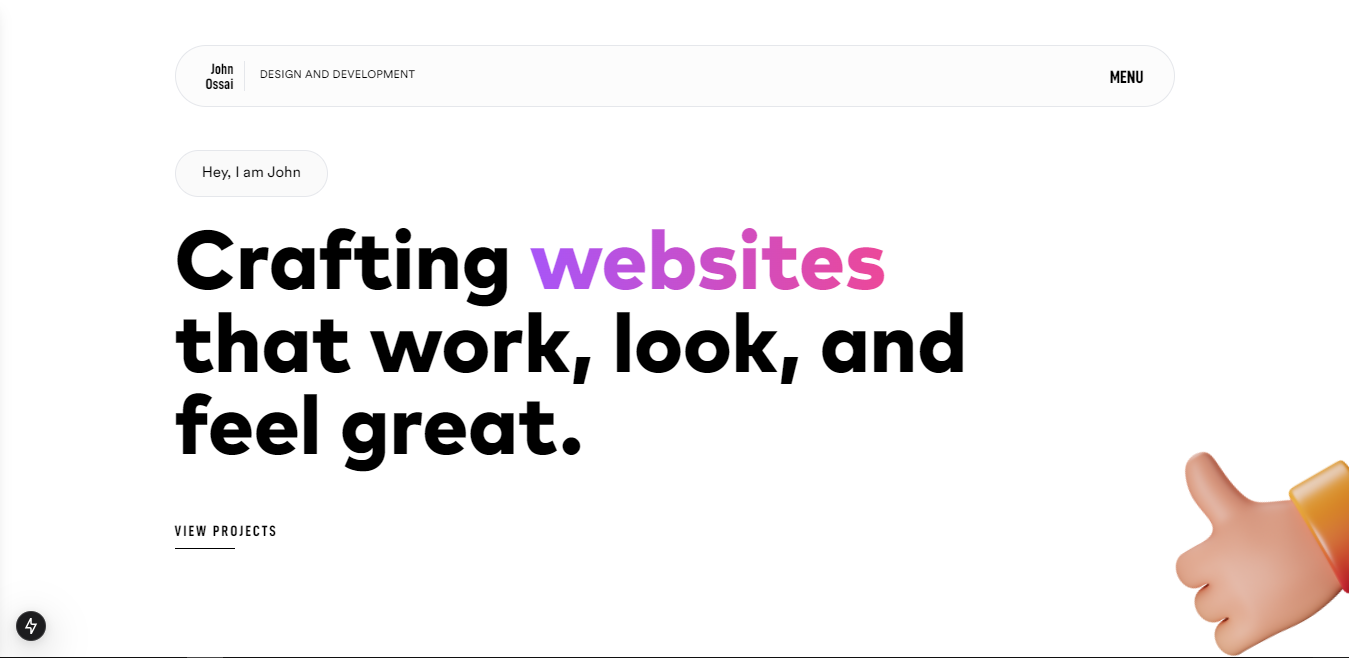 John
Ossai
DESIGN AND DEVELOPMENT
MENU
Hey, I am John
Crafting websites
that work, look, and
feel great.
VIEW PROJECTS